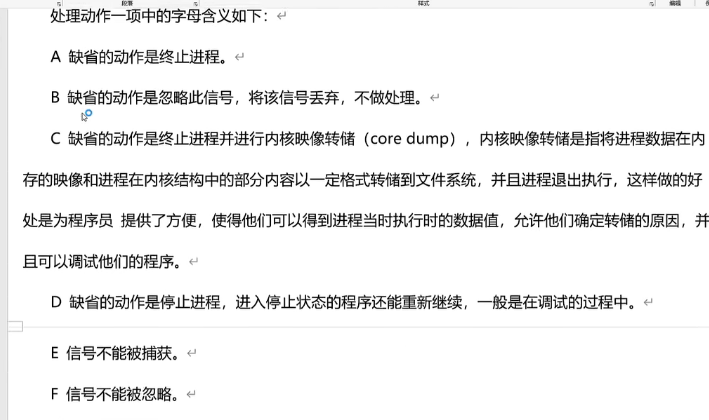 段落
样式
编辑
处理动作一项中的字母含义如下：
A 缺省的动作是终止进程。
B 缺省的动作是忽略此信号，将该信号丢弃，不做处理。
C 缺省的动作是终止进程并进行内核映像转储（core dump），内核映像转储是指将进程数据在内
存的映像和进程在内核结构中的部分内容以一定格式转储到文件系统，并且进程退出执行，这样做的好
处是为程序员 提供了方便，使得他们可以得到进程当时执行时的数据值，允许他们确定转储的原因，并
且可以调试他们的程序。
D 缺省的动作是停止进程，进入停止状态的程序还能重新继续，一般是在调试的过程中。
E 信号不能被捕获。
F 信号不能被忽略。